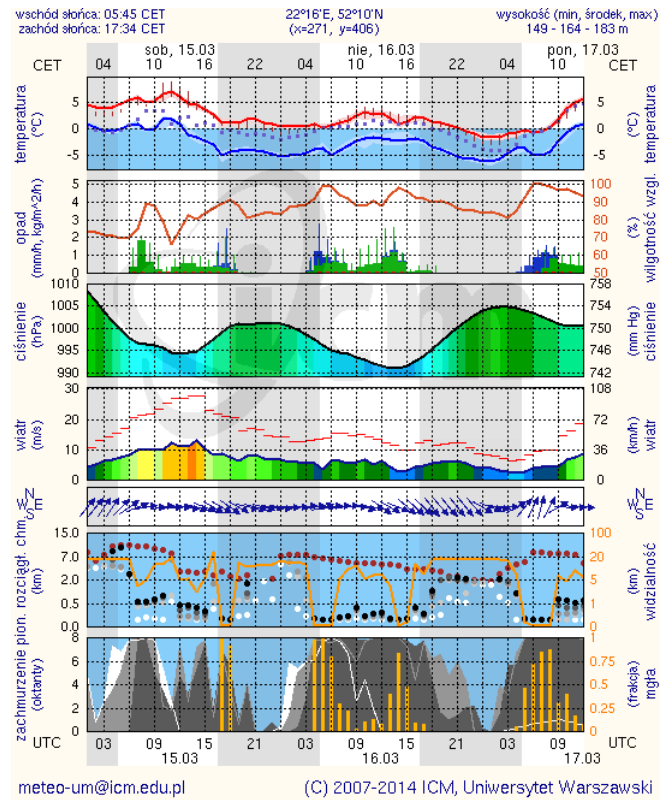 wschód słońca: 05:45 CET 22°16'E, 52°10'N wysokość (min, środek, max)
zachód słońca: 17:34 CET (x=271, y=406) 149 - 164 - 183 m
sob, 15.03 nie, 16.03 pon, 17.03
CET 04 10 16 22 04 10 16 22 04 10 CET
temperatura (°C)
5
0
-5
5
0
-5
temperatura (°C)
opad (mm/h, kg/m^2/h)
5
4
3
2
1
0
100
90
80
70
60
50
(%) wilgotność wzgl.
ciśnienie (hPa)
1010
1005
1000
995
990
758
754
750
746
742
(mm Hg) ciśnienie
icm
wiatr (m/s)
30
20
10
0
108
72
36
0
(km/h) wiatr
N
W E
S
N
W E
S
pion. rozciągł. chm. (km)
15.0
7.0
2.0
0.5
0.0
100
20
5
1
0
(km) widzialność
zachmurzenie (oktanty)
8
6
4
2
0
1
0.75
0.5
0.25
0
(frakcja) mgła
UTC 03 09 15 21 03 09 15 21 03 09 UTC
15.03 16.03 17.03
meteo-um@icm.edu.pl (C) 2007-2014 ICM, Uniwersytet Warszawski